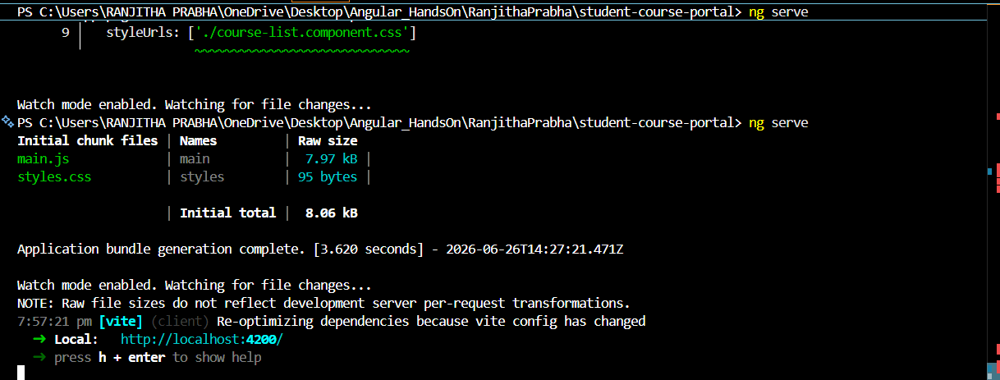 PS C:\Users\RANJITHA PRABHA\OneDrive\Desktop\Angular_HandsOn\RanjithaPrabha\student-course-portal> ng serve
9 │ styleUrls: ['./course-list.component.css']
~~~~~~~~~~~~~~~~~~~~~~~~~~~~~
Watch mode enabled. Watching for file changes...
PS C:\Users\RANJITHA PRABHA\OneDrive\Desktop\Angular_HandsOn\RanjithaPrabha\student-course-portal> ng serve
Initial chunk files | Names | Raw size
main.js | main | 7.97 kB |
styles.css | styles | 95 bytes |
| Initial total | 8.06 kB
Application bundle generation complete. [3.620 seconds] - 2026-06-26T14:27:21.471Z
Watch mode enabled. Watching for file changes...
NOTE: Raw file sizes do not reflect development server per-request transformations.
7:57:21 pm [vite] (client) Re-optimizing dependencies because vite config has changed
➜ Local: http://localhost:4200/
➜ press h + enter to show help